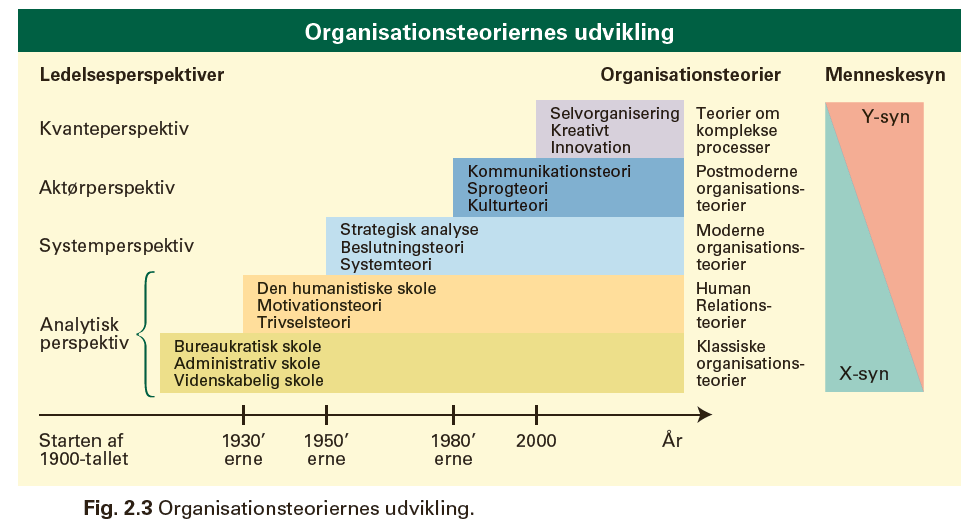 Organisationsteoriernes udvikling
Ledelsesperspektiver
Organisationsteorier
Menneskesyn
Kvanteperspektiv
Selvorganisering
Kreativt
Innovation
Teorier om
komplekse
processer
Y-syn
Aktørperspektiv
Kommunikationsteori
Sprogteori
Kulturteori
Postmoderne
organisations-
teorier
Systemperspektiv
Strategisk analyse
Beslutningsteori
Systemteori
Moderne
organisations-
teorier
Analytisk
perspektiv
Den humanistiske skole
Motivationsteori
Trivselsteori
Human
Relations-
teorier
Bureaukratisk skole
Administrativ skole
Videnskabelig skole
Klassiske
organisations-
teorier
X-syn
Starten af
1900-tallet
1930’
erne
1950’
erne
1980’
erne
2000
År
Fig. 2.3 Organisationsteoriernes udvikling.